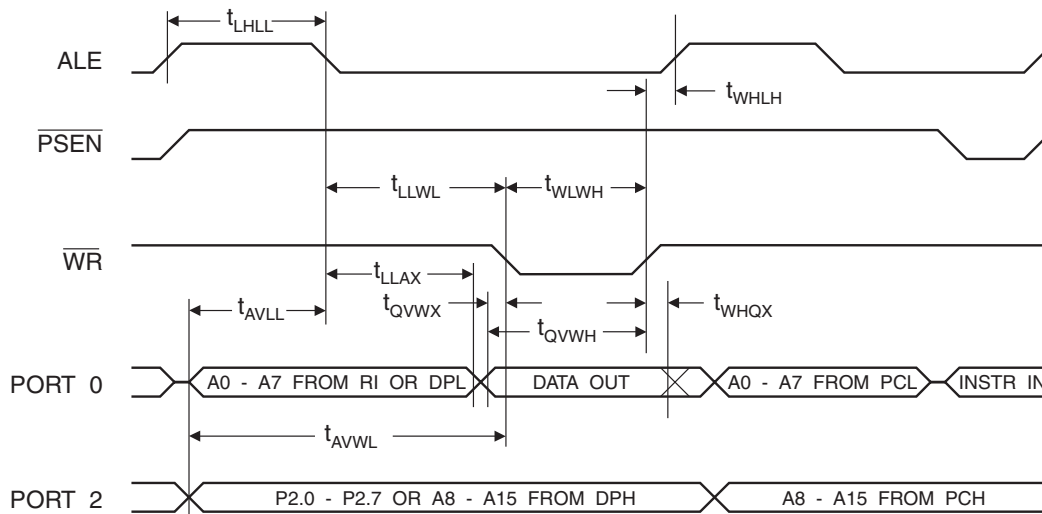 tLHLL
ALE
tWHLH
PSEN
tLLWL
tWLWH
WR
tLLAX
tQVWX
tWHQX
tAVLL
tQVWH
PORT 0
A0 - A7 FROM RI OR DPL
DATA OUT
A0 - A7 FROM PCL
INSTR IN
tAVWL
PORT 2
P2.0 - P2.7 OR A8 - A15 FROM DPH
A8 - A15 FROM PCH